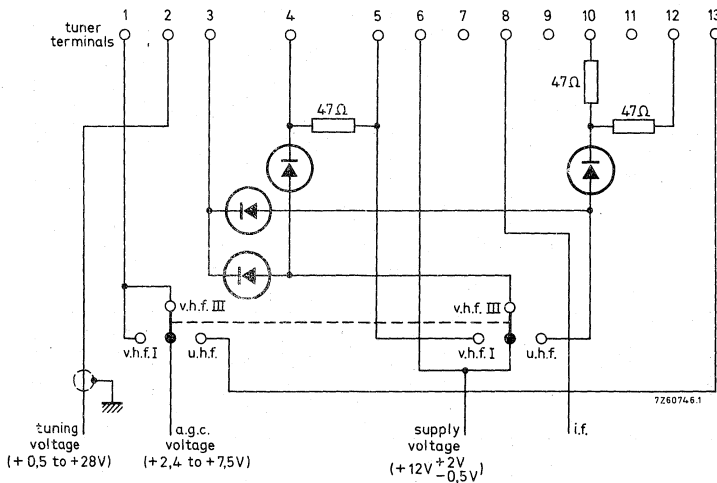 tuner terminals
1 2 3 4 5 6 7 8 9 10 11 12 13
47Ω
47Ω
47Ω
v.h.f. III
v.h.f. III
v.h.f. I
u.h.f.
v.h.f. I
u.h.f.
7Z60746.1
tuning voltage
(+0,5 to +28V)
a.g.c. voltage
(+2,4 to +7,5V)
supply voltage
(+12V +2V -0,5V)
i.f.